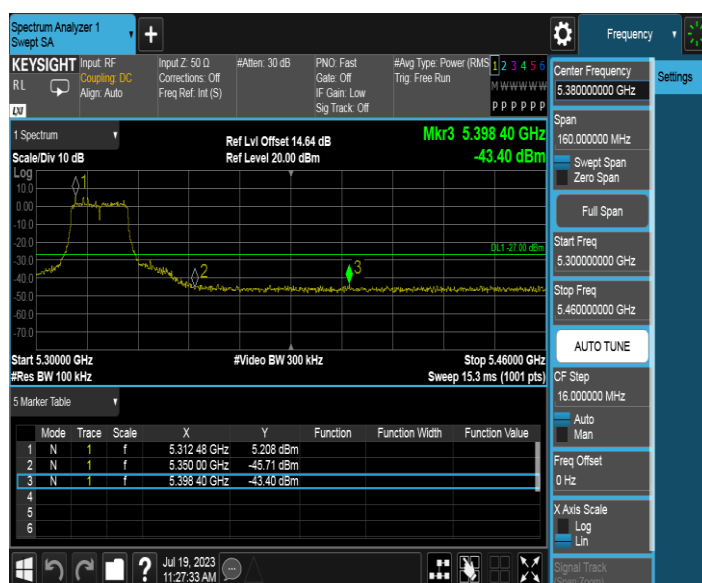 Spectrum Analyzer 1
Swept SA
+
Frequency
KEYSIGHT
RL
LXI
Input: RF
Coupling: DC
Align: Auto
Input Z: 50 Ω
Corrections: Off
Freq Ref: Int (S)
#Atten: 30 dB
PNO: Fast
Gate: Off
IF Gain: Low
Sig Track: Off
#Avg Type: Power (RMS
Trig: Free Run
1 2 3 4 5 6
M W W W W W
P P P P P P
1 Spectrum
Scale/Div 10 dB
Ref Lvl Offset 14.64 dB
Ref Level 20.00 dBm
Mkr3 5.398 40 GHz
-43.40 dBm
Log
10.0
0.00
-10.0
-20.0
-30.0
-40.0
-50.0
-60.0
-70.0
1
2
3
DL1 -27.00 dBm
Start 5.30000 GHz
#Res BW 100 kHz
#Video BW 300 kHz
Stop 5.46000 GHz
Sweep 15.3 ms (1001 pts)
5 Marker Table
Mode Trace Scale X Y Function Function Width Function Value
1 N 1 f 5.312 48 GHz 5.208 dBm
2 N 1 f 5.350 00 GHz -45.71 dBm
3 N 1 f 5.398 40 GHz -43.40 dBm
4
5
6
?
Jul 19, 2023
11:27:33 AM
Center Frequency
5.380000000 GHz
Settings
Span
160.000000 MHz
Swept Span
Zero Span
Full Span
Start Freq
5.300000000 GHz
Stop Freq
5.460000000 GHz
AUTO TUNE
CF Step
16.000000 MHz
Auto
Man
Freq Offset
0 Hz
X Axis Scale
Log
Lin
Signal Track
(Span Zoom)